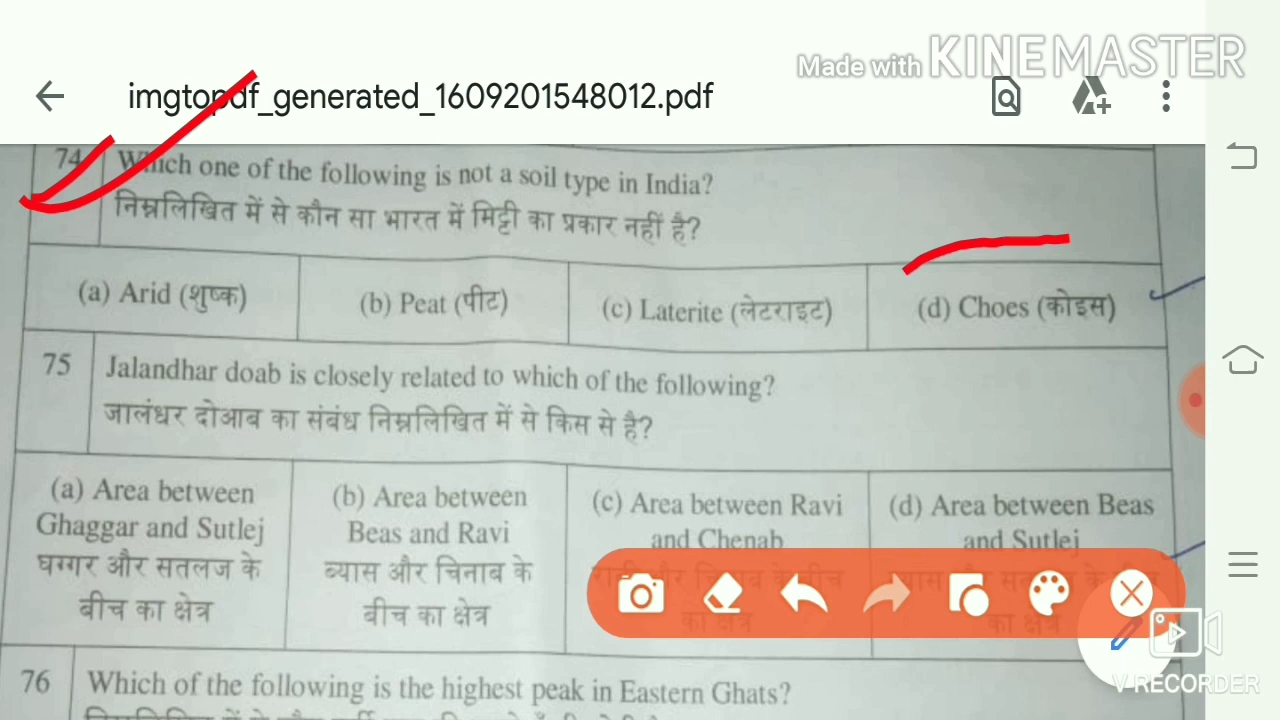 Made with KINEMASTER
imgtopdf_generated_1609201548012.pdf
74 Which one of the following is not a soil type in India?
निम्नलिखित में से कौन सा भारत में मिट्टी का प्रकार नहीं है?
(a) Arid (शुष्क) (b) Peat (पीट) (c) Laterite (लेटराइट) (d) Choes (कोइस)
75 Jalandhar doab is closely related to which of the following?
जालंधर दोआब का संबंध निम्नलिखित में से किस से है?
(a) Area between
Ghaggar and Sutlej
घग्गर और सतलज के
बीच का क्षेत्र
(b) Area between
Beas and Ravi
ब्यास और चिनाब के
बीच का क्षेत्र
(c) Area between Ravi
and Chenab
(d) Area between Beas
and Sutlej
76 Which of the following is the highest peak in Eastern Ghats?
V RECORDER